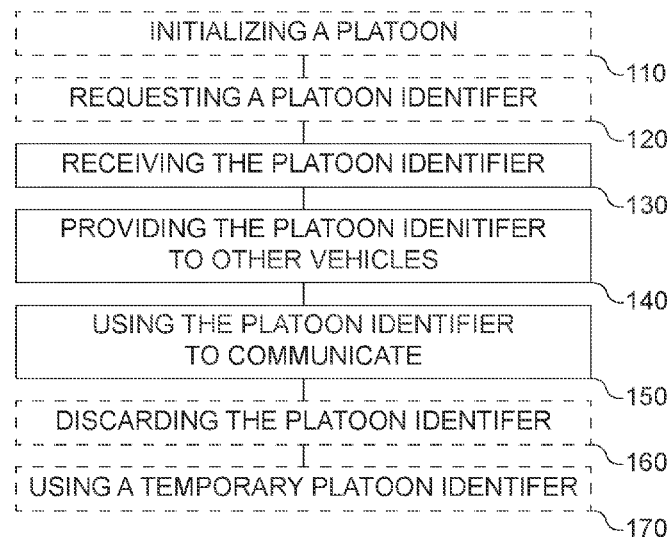 INITIALIZING A PLATOON
110
REQUESTING A PLATOON IDENTIFER
120
RECEIVING THE PLATOON IDENTIFIER
130
PROVIDING THE PLATOON IDENITIFER
TO OTHER VEHICLES
140
USING THE PLATOON IDENTIFIER
TO COMMUNICATE
150
DISCARDING THE PLATOON IDENTIFER
160
USING A TEMPORARY PLATOON IDENTIFER
170